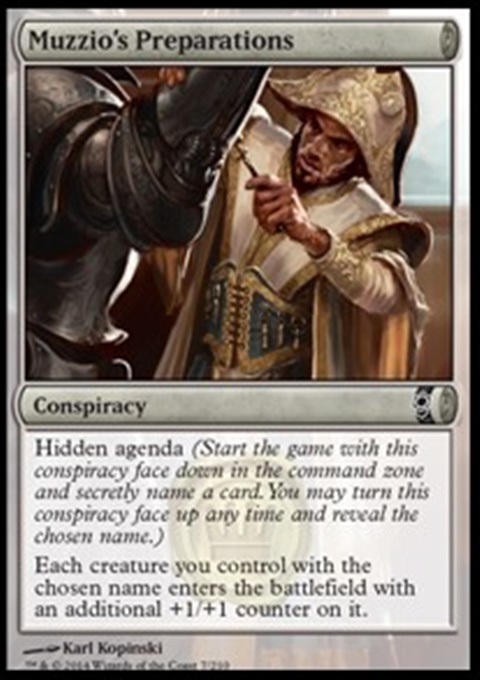 Muzzio's Preparations
Conspiracy
Hidden agenda (Start the game with this
conspiracy face down in the command zone
and secretly name a card. You may turn this
conspiracy face up any time and reveal the
chosen name.)
Each creature you control with the
chosen name enters the battlefield with
an additional +1/+1 counter on it.
Karl Kopinski
™ & © 2014 Wizards of the Coast 7/210